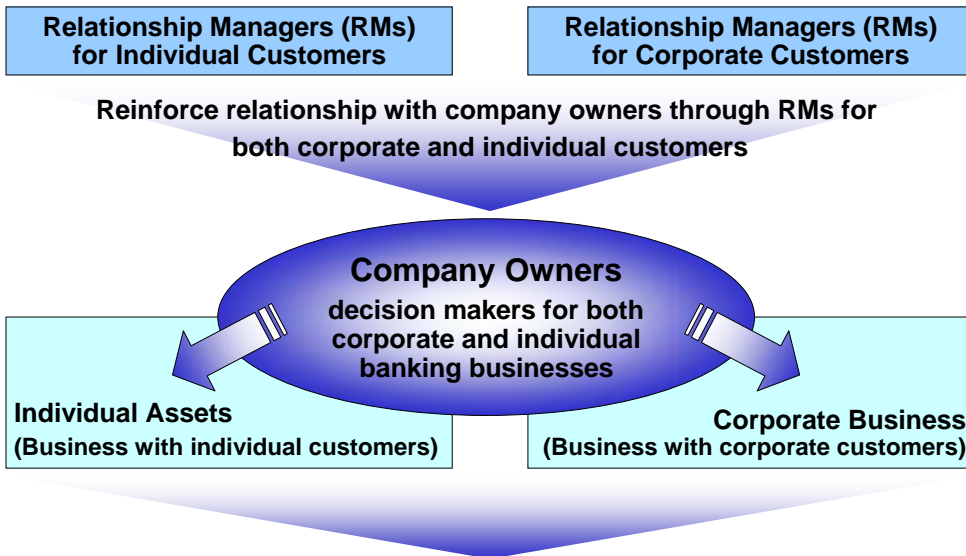 Relationship Managers (RMs)
for Individual Customers
Relationship Managers (RMs)
for Corporate Customers
Reinforce relationship with company owners through RMs for
both corporate and individual customers
Company Owners
decision makers for both
corporate and individual
banking businesses
Individual Assets
(Business with individual customers)
Corporate Business
(Business with corporate customers)